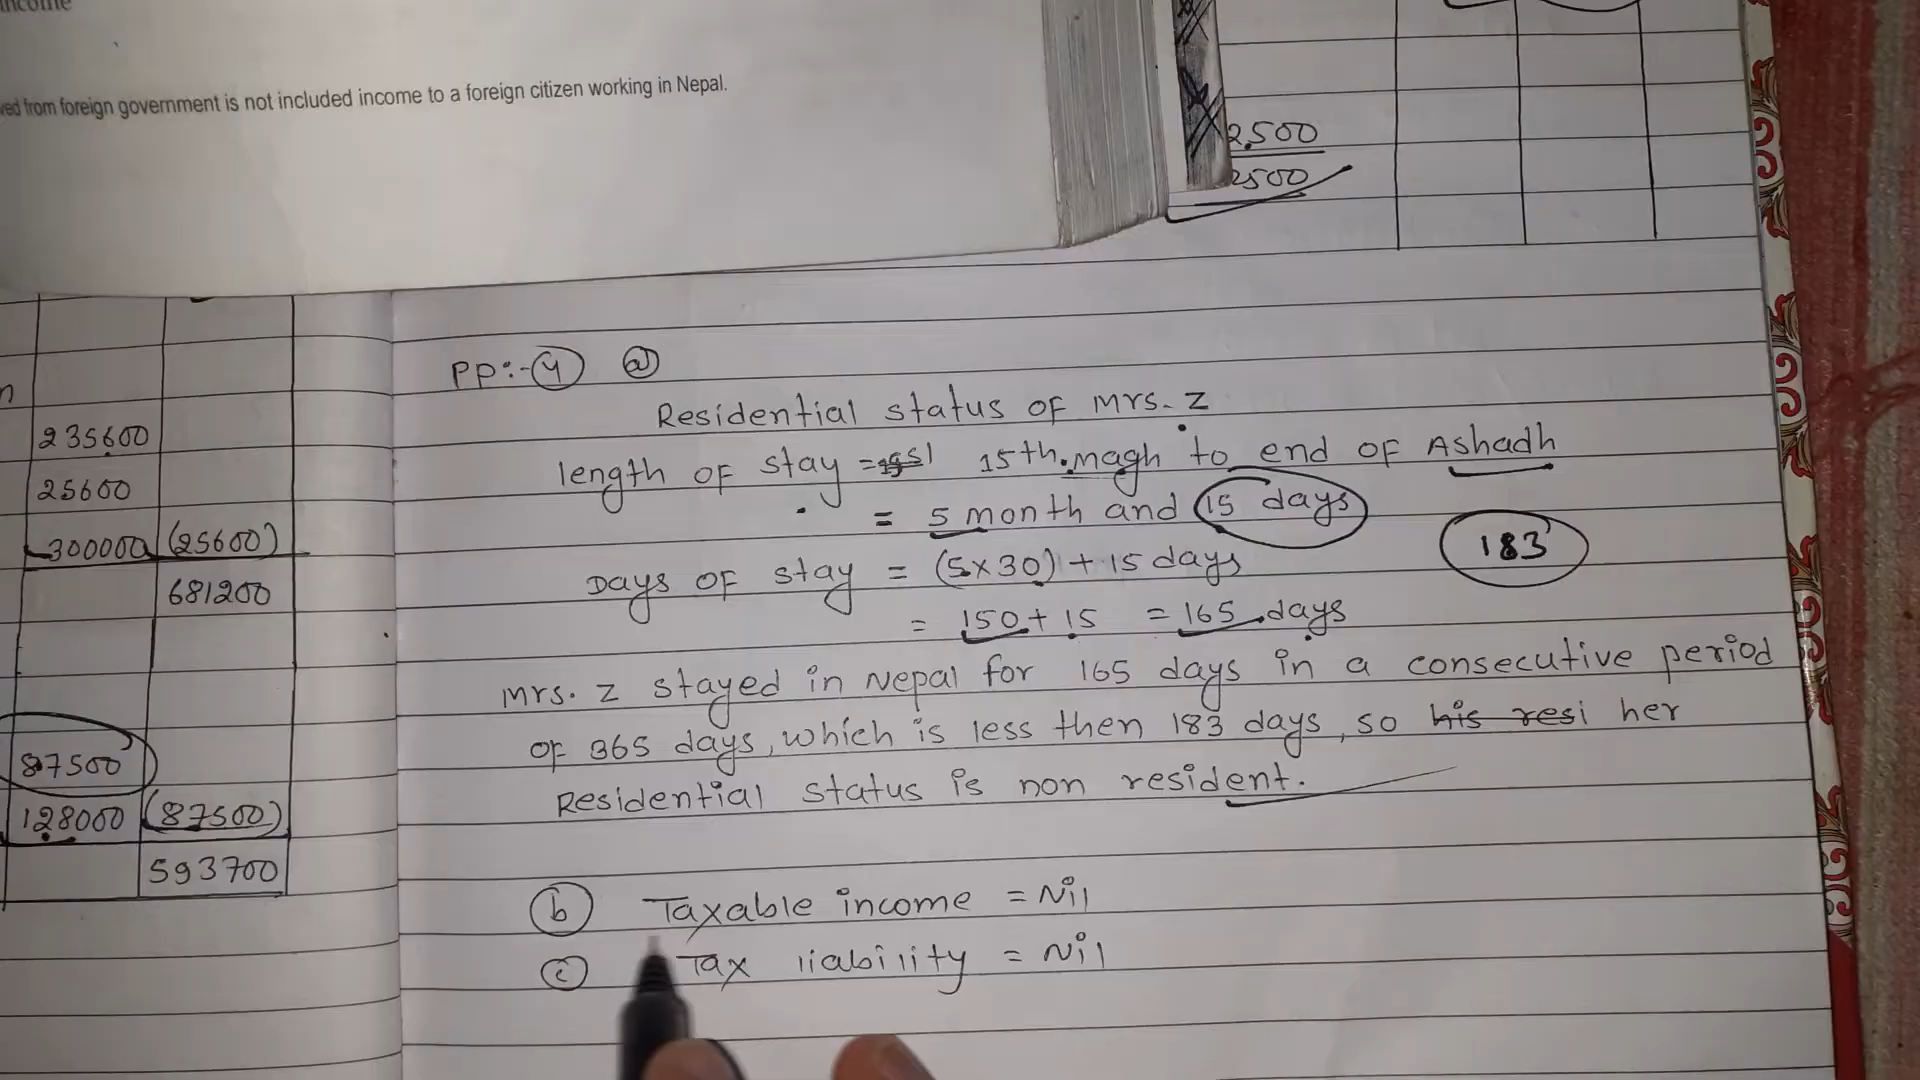 income
ved from foreign government is not included income to a foreign citizen working in Nepal.
2,500
2500
235600
25600
300000 (25600)
681200
87500
128000 (87500)
593700
PP:-(4) (a)
Residential status of Mrs. Z
length of stay = 15th magh to end of Ashadh
= 5 month and 15 days
183
Days of stay = (5x30) + 15 days
= 150 + 15 = 165 days
Mrs. Z stayed in Nepal for 165 days in a consecutive period
of 365 days, which is less then 183 days, so his resi her
Residential status is non resident.
(b) Taxable income = Nil
(c) Tax liability = Nil